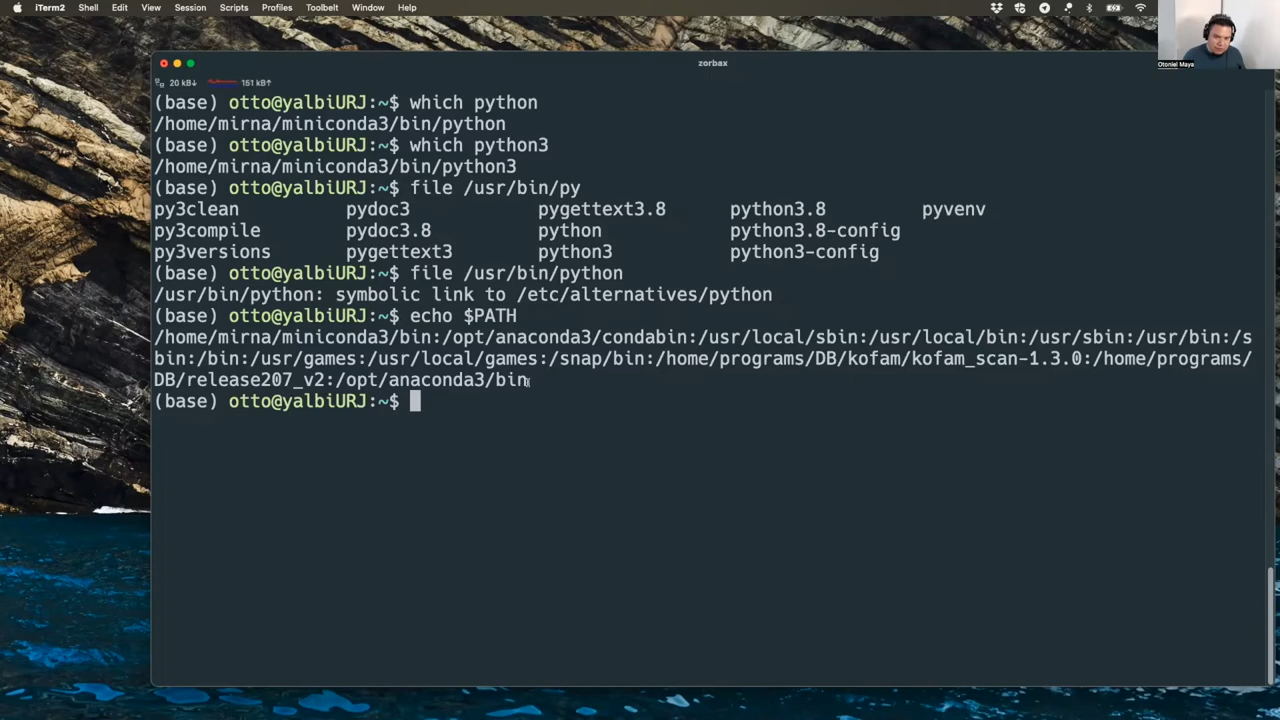 iTerm2 Shell Edit View Session Scripts Profiles Toolbelt Window Help
Otoniel Maya
zorbax
20 kB↓ 151 kB↑
(base) otto@yalbiURJ:~$ which python
/home/mirna/miniconda3/bin/python
(base) otto@yalbiURJ:~$ which python3
/home/mirna/miniconda3/bin/python3
(base) otto@yalbiURJ:~$ file /usr/bin/py
py3clean pydoc3 pygettext3.8 python3.8 pyvenv
py3compile pydoc3.8 python python3.8-config
py3versions pygettext3 python3 python3-config
(base) otto@yalbiURJ:~$ file /usr/bin/python
/usr/bin/python: symbolic link to /etc/alternatives/python
(base) otto@yalbiURJ:~$ echo $PATH
/home/mirna/miniconda3/bin:/opt/anaconda3/condabin:/usr/local/sbin:/usr/local/bin:/usr/sbin:/usr/bin:/s
bin:/bin:/usr/games:/usr/local/games:/snap/bin:/home/programs/DB/kofam/kofam_scan-1.3.0:/home/programs/
DB/release207_v2:/opt/anaconda3/bin
(base) otto@yalbiURJ:~$